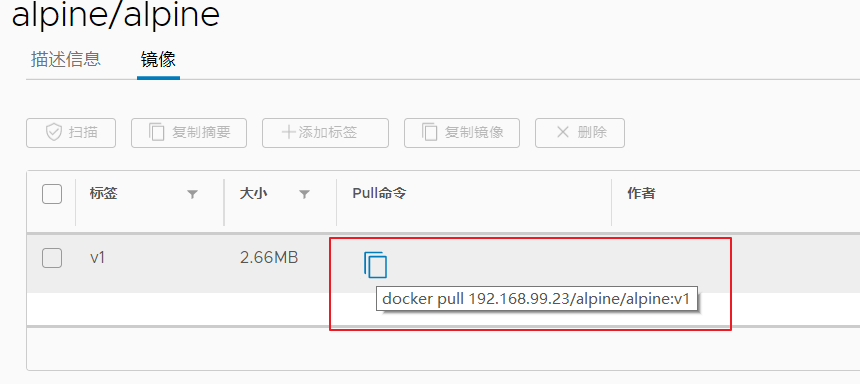 alpine/alpine
描述信息 镜像
扫描 复制摘要 添加标签 复制镜像 删除
标签 大小 Pull命令 作者
v1 2.66MB
docker pull 192.168.99.23/alpine/alpine:v1